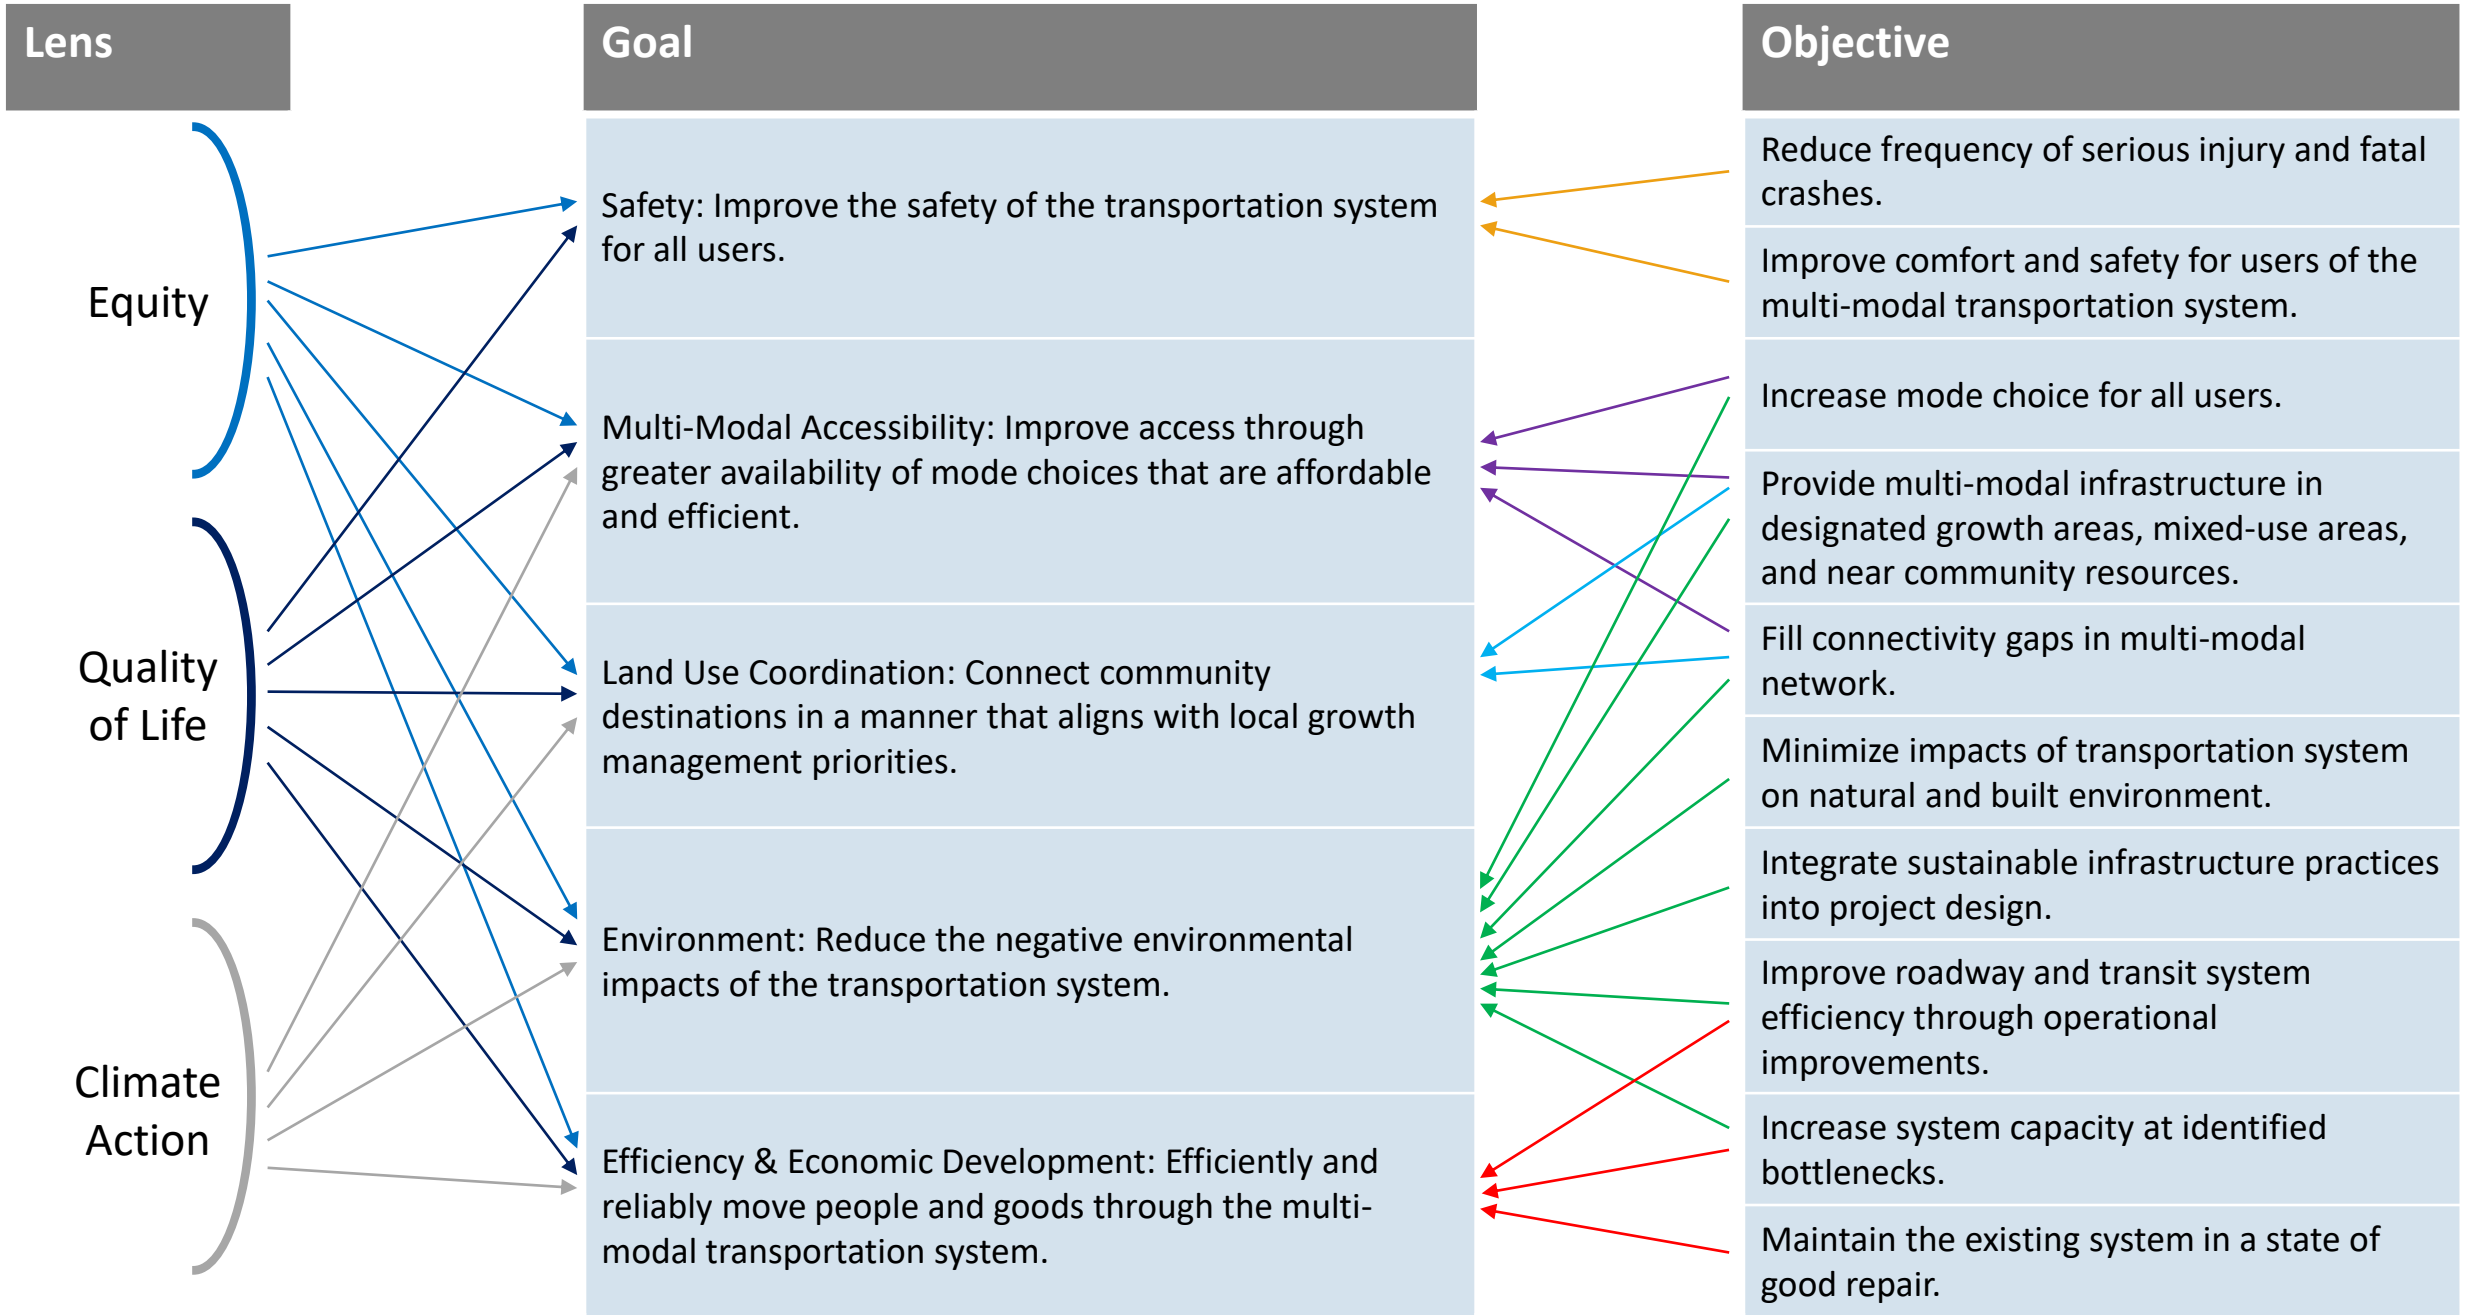 Lens
Goal
Objective
Equity
Quality
of Life
Climate
Action
Safety: Improve the safety of the transportation system
for all users.
Multi-Modal Accessibility: Improve access through
greater availability of mode choices that are affordable
and efficient.
Land Use Coordination: Connect community
destinations in a manner that aligns with local growth
management priorities.
Environment: Reduce the negative environmental
impacts of the transportation system.
Efficiency & Economic Development: Efficiently and
reliably move people and goods through the multi-
modal transportation system.
Reduce frequency of serious injury and fatal
crashes.
Improve comfort and safety for users of the
multi-modal transportation system.
Increase mode choice for all users.
Provide multi-modal infrastructure in
designated growth areas, mixed-use areas,
and near community resources.
Fill connectivity gaps in multi-modal
network.
Minimize impacts of transportation system
on natural and built environment.
Integrate sustainable infrastructure practices
into project design.
Improve roadway and transit system
efficiency through operational
improvements.
Increase system capacity at identified
bottlenecks.
Maintain the existing system in a state of
good repair.